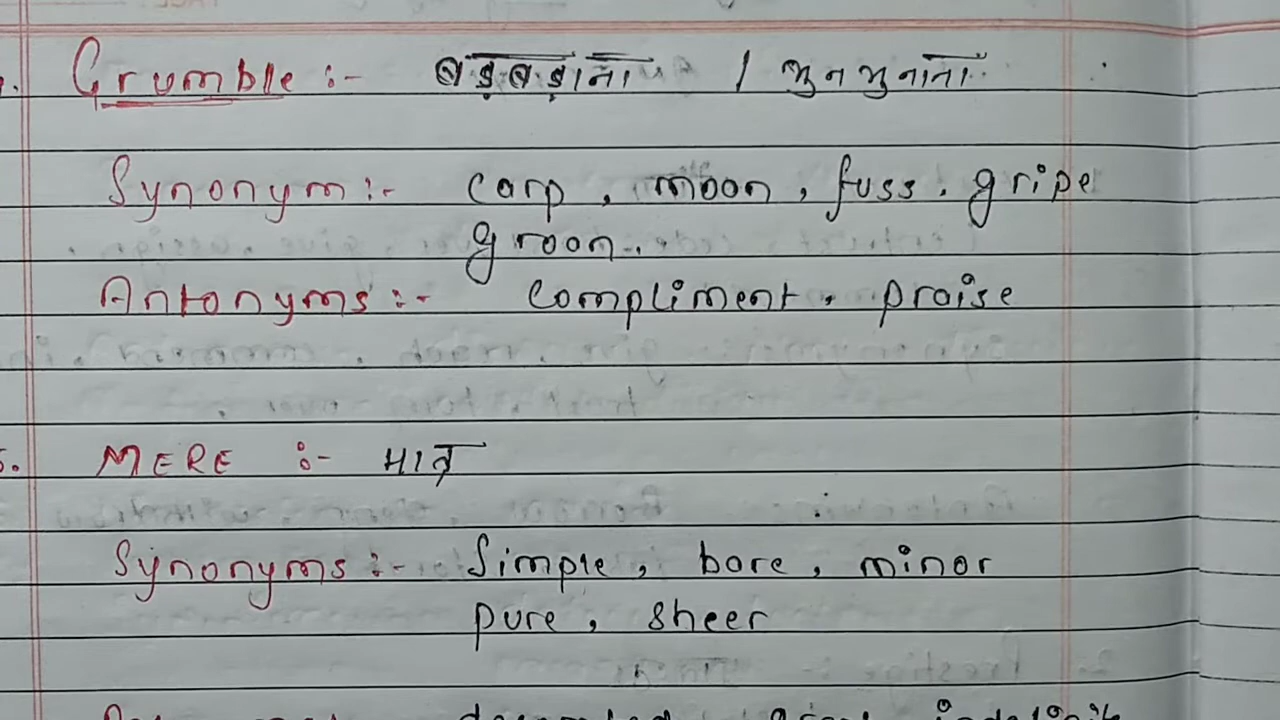 Grumble :- बड़बड़ाना / भुनभुनाना
Synonym :- carp, moan, fuss, gripe
groan.
Antonyms :- compliment, praise
MERE :- मात्र
Synonyms :- Simple, bare, minor
pure, sheer